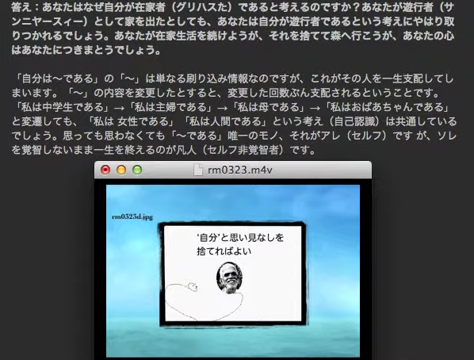 答え：あなたはなぜ自分が在家者（グリハスた）であると考えるのですか？あなたが遊行者（サ
ンニヤースィー）として家を出たとしても、あなたは自分が遊行者であるという考えにやはり取
りつかれるでしょう。あなたが在家生活を続けようが、それを捨てて森へ行こうが、あなたの心
はあなたにつきまとうでしょう。
「自分は〜である」の「〜」は単なる刷り込み情報なのですが、これがその人を一生支配してし
まいます。「〜」の内容を変更したとすると、変更した回数ぶん支配されるということです。
「私は中学生である」→「私は主婦である」→「私は母である」→「私はおばあちゃんである」
と変遷しても、「私は 女性である」「私は人間である」という考え（自己認識）は共通している
でしょう。思っても思わなくても「〜である」唯一のモノ、それがアレ（セルフ）です が、ソレ
を覚智しないまま一生を終えるのが凡人（セルフ非覚智者）です。
rm0323.m4v
rm0323d.jpg
"自分"と思い見なしを
捨てればよい